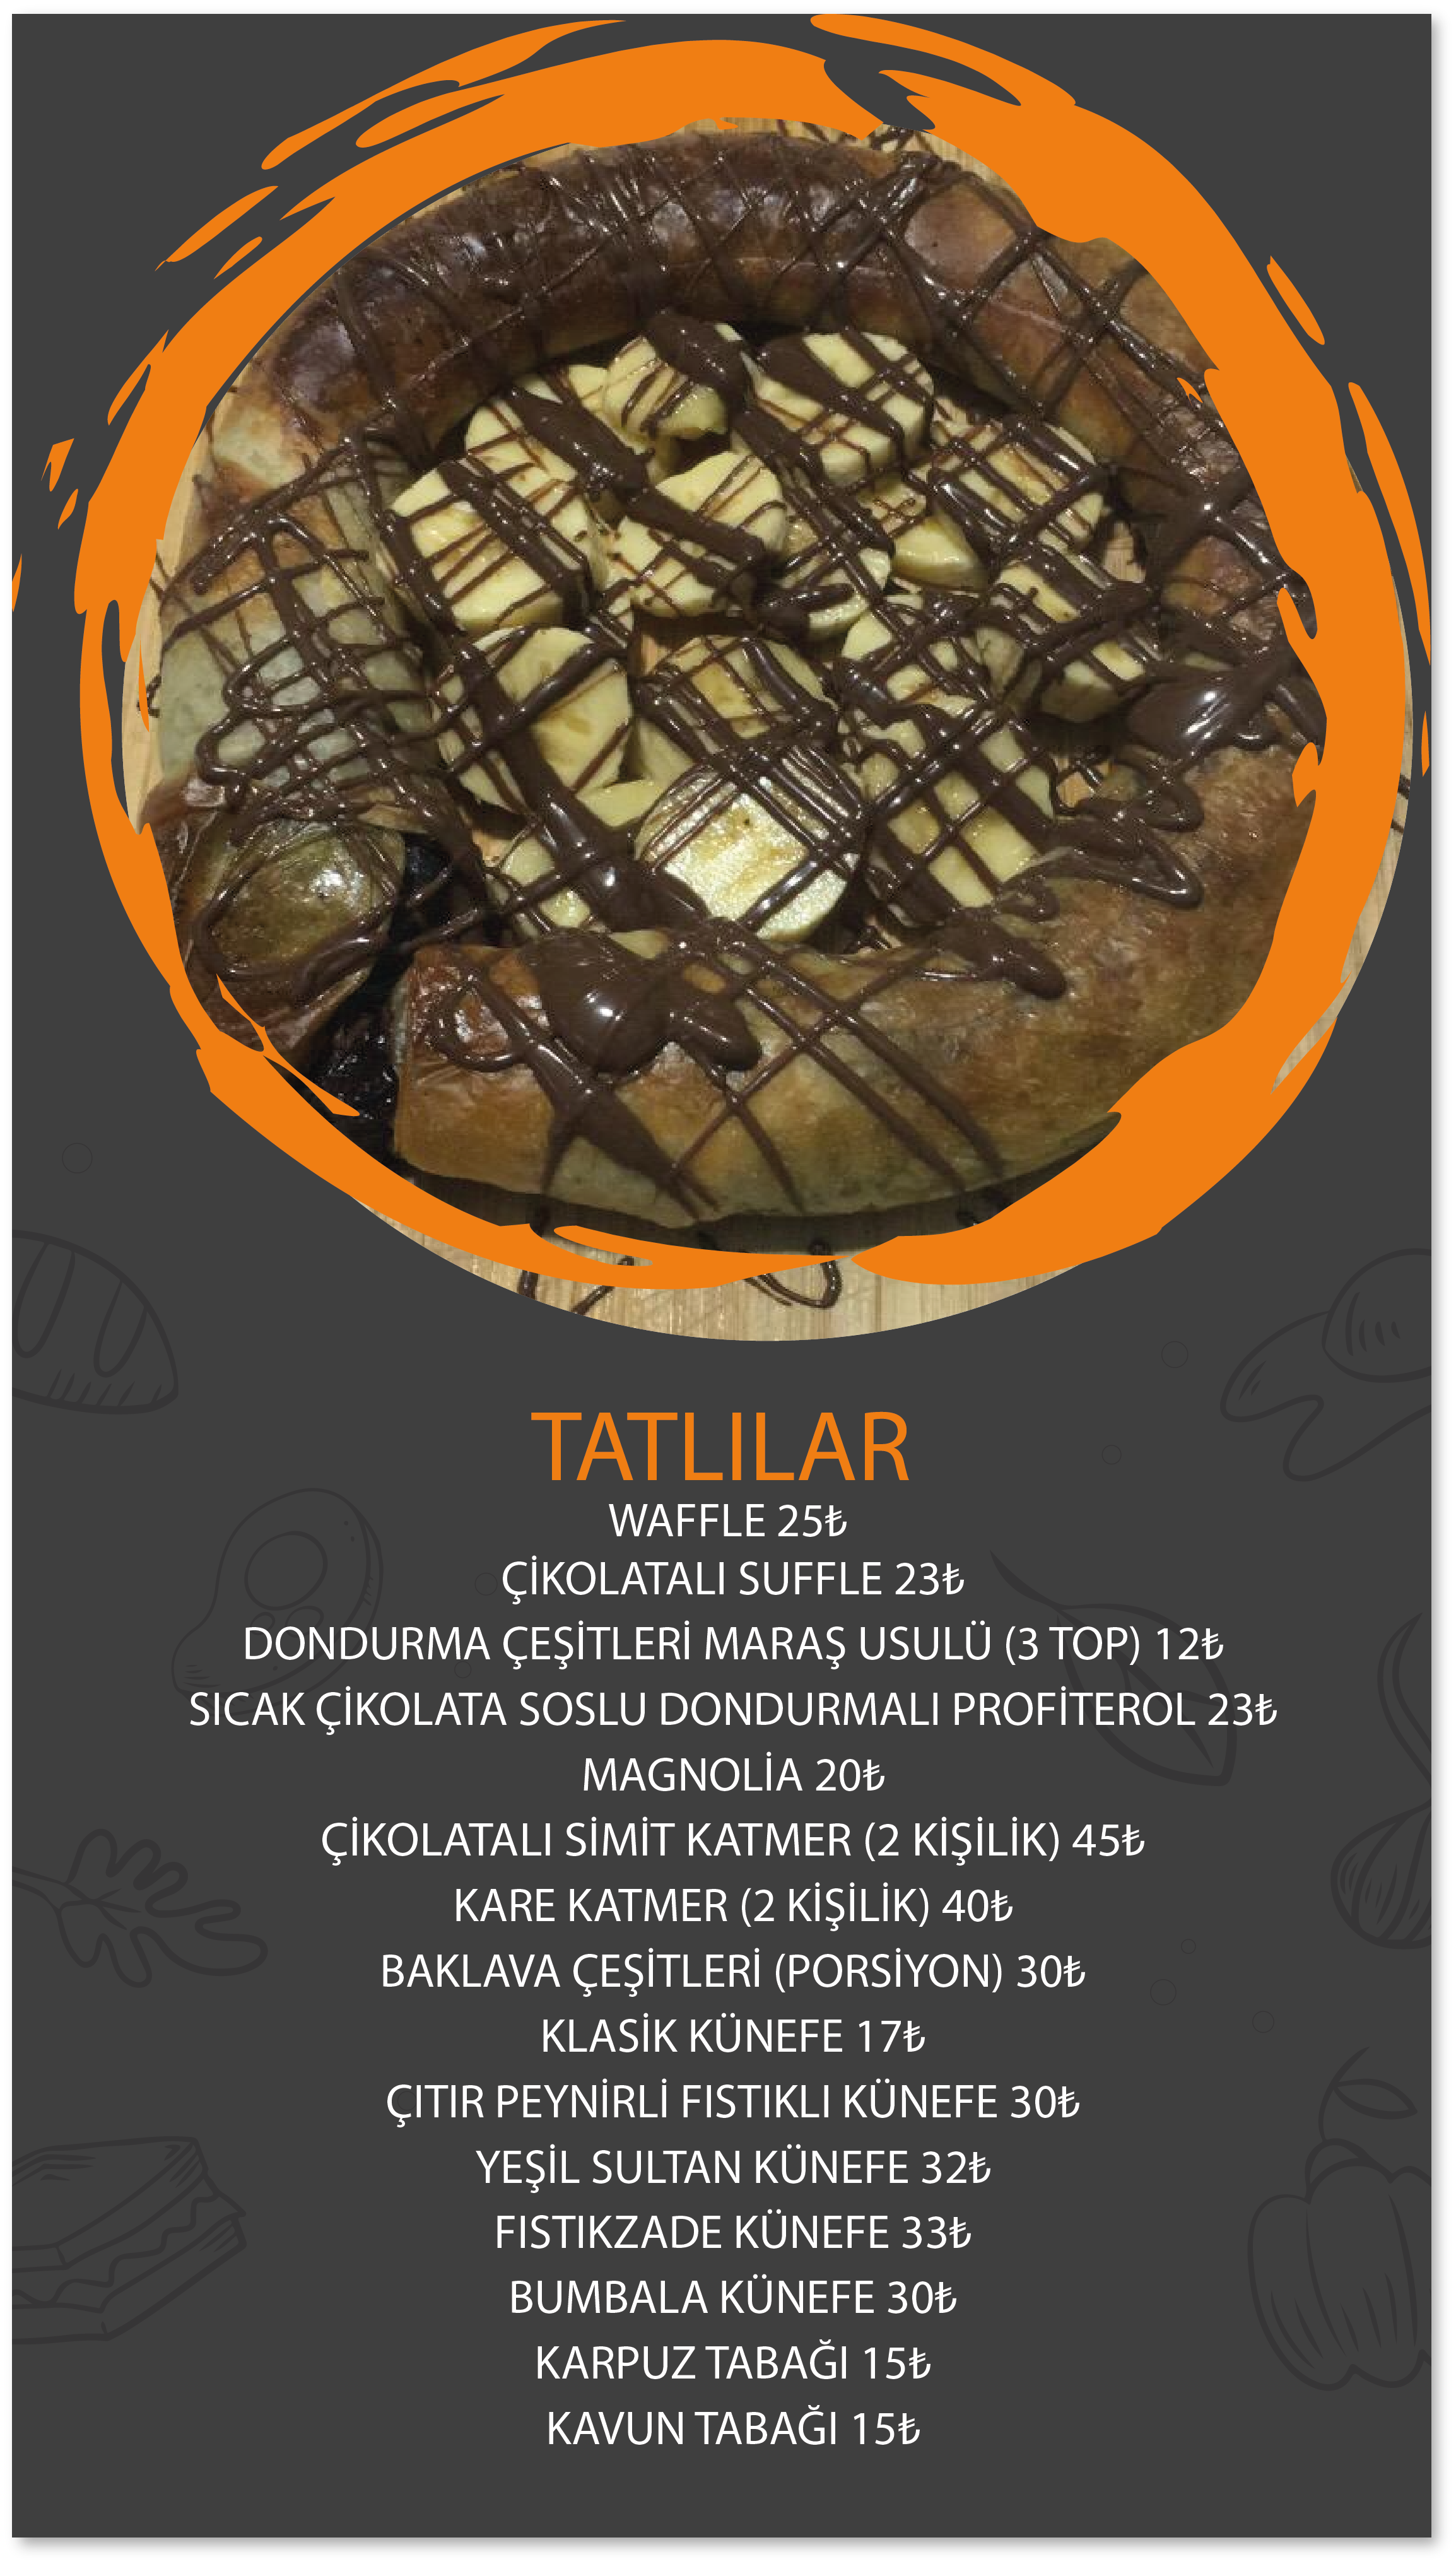 TATLILAR
WAFFLE 25₺
ÇİKOLATALI SUFFLE 23₺
DONDURMA ÇEŞİTLERİ MARAŞ USULÜ (3 TOP) 12₺
SICAK ÇİKOLATA SOSLU DONDURMALI PROFİTEROL 23₺
MAGNOLİA 20₺
ÇİKOLATALI SİMİT KATMER (2 KİŞİLİK) 45₺
KARE KATMER (2 KİŞİLİK) 40₺
BAKLAVA ÇEŞİTLERİ (PORSİYON) 30₺
KLASİK KÜNEFE 17₺
ÇITIR PEYNİRLİ FISTIKLI KÜNEFE 30₺
YEŞİL SULTAN KÜNEFE 32₺
FISTIKZADE KÜNEFE 33₺
BUMBALA KÜNEFE 30₺
KARPUZ TABAĞI 15₺
KAVUN TABAĞI 15₺